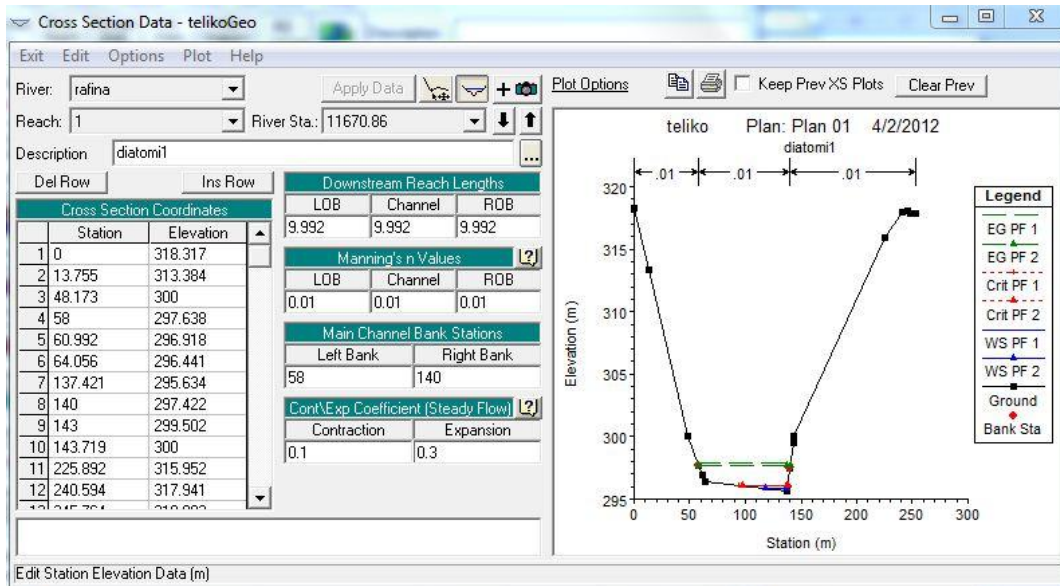 Cross Section Data - telikoGeo
Exit Edit Options Plot Help
River: rafina
Apply Data
Plot Options
Keep Prev XS Plots
Clear Prev
Reach: 1
River Sta.: 11670.86
Description diatomi1 ...
Del Row Ins Row
Cross Section Coordinates
Station Elevation
1 0 318.317
2 13.755 313.384
3 48.173 300
4 58 297.638
5 60.992 296.918
6 64.056 296.441
7 137.421 295.634
8 140 297.422
9 143 299.502
10 143.719 300
11 225.892 315.952
12 240.594 317.941
Downstream Reach Lengths
LOB Channel ROB
9.992 9.992 9.992
Manning's n Values
LOB Channel ROB
0.01 0.01 0.01
Main Channel Bank Stations
Left Bank Right Bank
58 140
Cont\Exp Coefficient (Steady Flow)
Contraction Expansion
0.1 0.3
teliko Plan: Plan 01 4/2/2012
diatomi1
.01 .01 .01
320
315
310
305
300
295
Elevation (m)
0 50 100 150 200 250 300
Station (m)
Legend
EG PF 1
EG PF 2
Crit PF 1
Crit PF 2
WS PF 1
WS PF 2
Ground
Bank Sta
Edit Station Elevation Data (m)